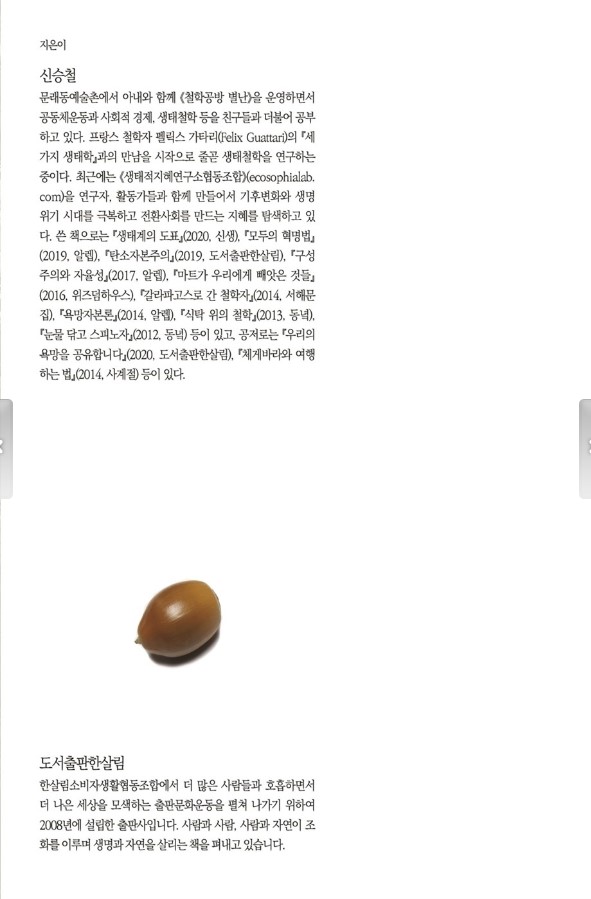 지은이
신승철
문래동예술촌에서 아내와 함께 《철학공방 별난》을 운영하면서
공동체운동과 사회적 경제, 생태철학 등을 친구들과 더불어 공부
하고 있다. 프랑스 철학자 펠릭스 가타리(Felix Guattari)의 『세
가지 생태학』과의 만남을 시작으로 줄곧 생태철학을 연구하는
중이다. 최근에는 《생태적지혜연구소협동조합》(ecosophialab.
com)을 연구자, 활동가들과 함께 만들어서 기후변화와 생명
위기 시대를 극복하고 전환사회를 만드는 지혜를 탐색하고 있
다. 쓴 책으로는 『생태계의 도표』(2020, 신생), 『모두의 혁명법』
(2019, 알렙), 『탄소자본주의』(2019, 도서출판한살림), 『구성
주의와 자율성』(2017, 알렙), 『마트가 우리에게 빼앗은 것들』
(2016, 위즈덤하우스), 『갈라파고스로 간 철학자』(2014, 서해문
집), 『욕망자본론』(2014, 알렙), 『식탁 위의 철학』(2013, 동녘),
『눈물 닦고 스피노자』(2012, 동녘) 등이 있고, 공저로는 『우리의
욕망을 공유합니다』(2020, 도서출판한살림), 『체게바라와 여행
하는 법』(2014, 사계절) 등이 있다.
도서출판한살림
한살림소비자생활협동조합에서 더 많은 사람들과 호흡하면서
더 나은 세상을 모색하는 출판문화운동을 펼쳐 나가기 위하여
2008년에 설립한 출판사입니다. 사람과 사람, 사람과 자연이 조
화를 이루며 생명과 자연을 살리는 책을 펴내고 있습니다.